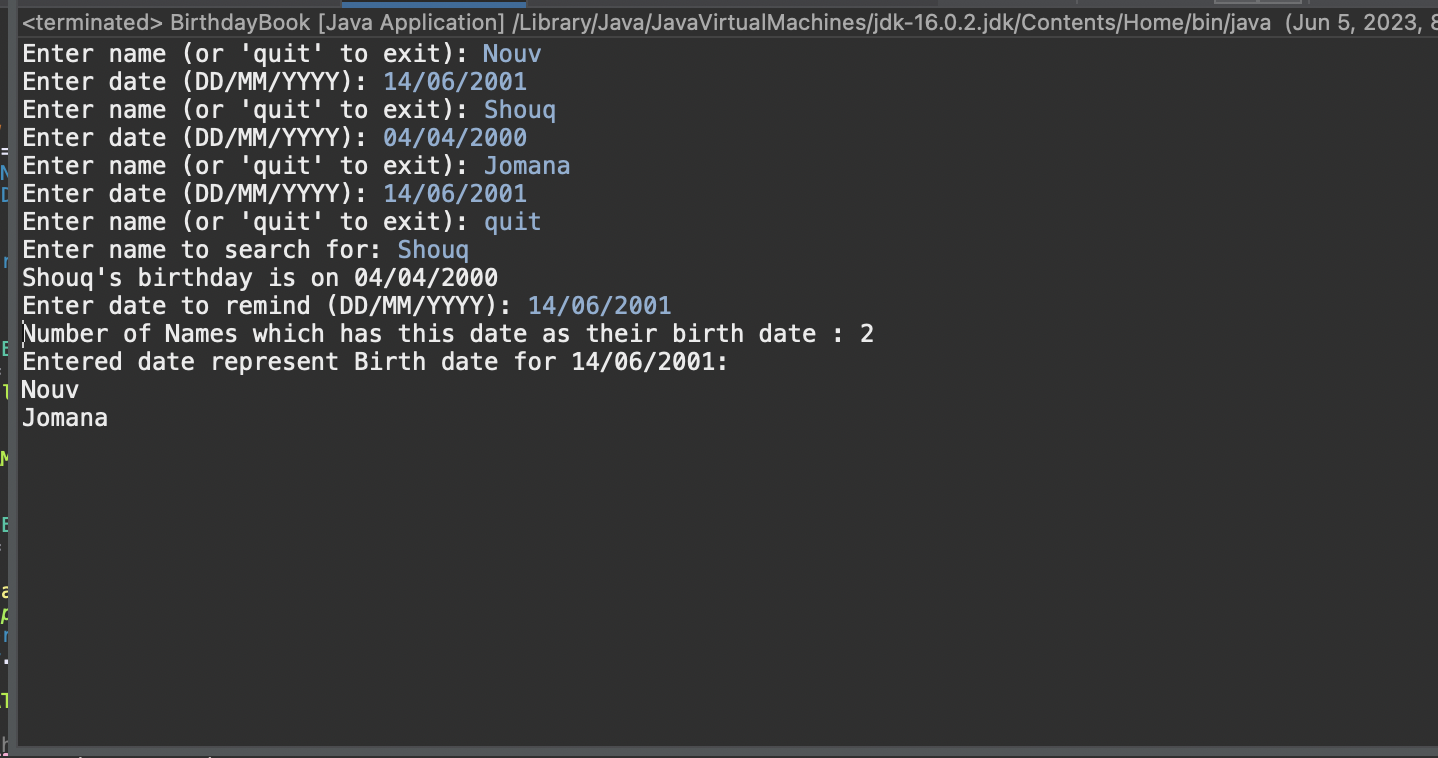 <terminated> BirthdayBook [Java Application] /Library/Java/JavaVirtualMachines/jdk-16.0.2.jdk/Contents/Home/bin/java (Jun 5, 2023, 8
Enter name (or 'quit' to exit): Nouv
Enter date (DD/MM/YYYY): 14/06/2001
Enter name (or 'quit' to exit): Shouq
Enter date (DD/MM/YYYY): 04/04/2000
Enter name (or 'quit' to exit): Jomana
Enter date (DD/MM/YYYY): 14/06/2001
Enter name (or 'quit' to exit): quit
Enter name to search for: Shouq
Shouq's birthday is on 04/04/2000
Enter date to remind (DD/MM/YYYY): 14/06/2001
Number of Names which has this date as their birth date : 2
Entered date represent Birth date for 14/06/2001:
Nouv
Jomana